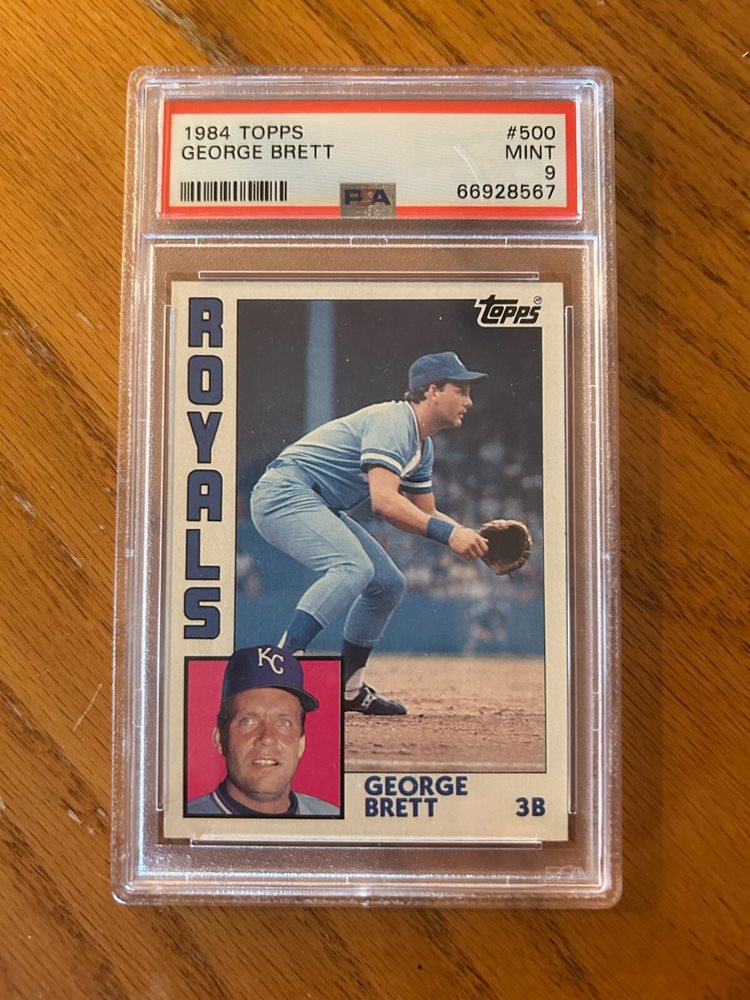 1984 TOPPS #500
GEORGE BRETT MINT
9
PSA 66928567
Topps®
ROYALS
KC
GEORGE
BRETT 3B